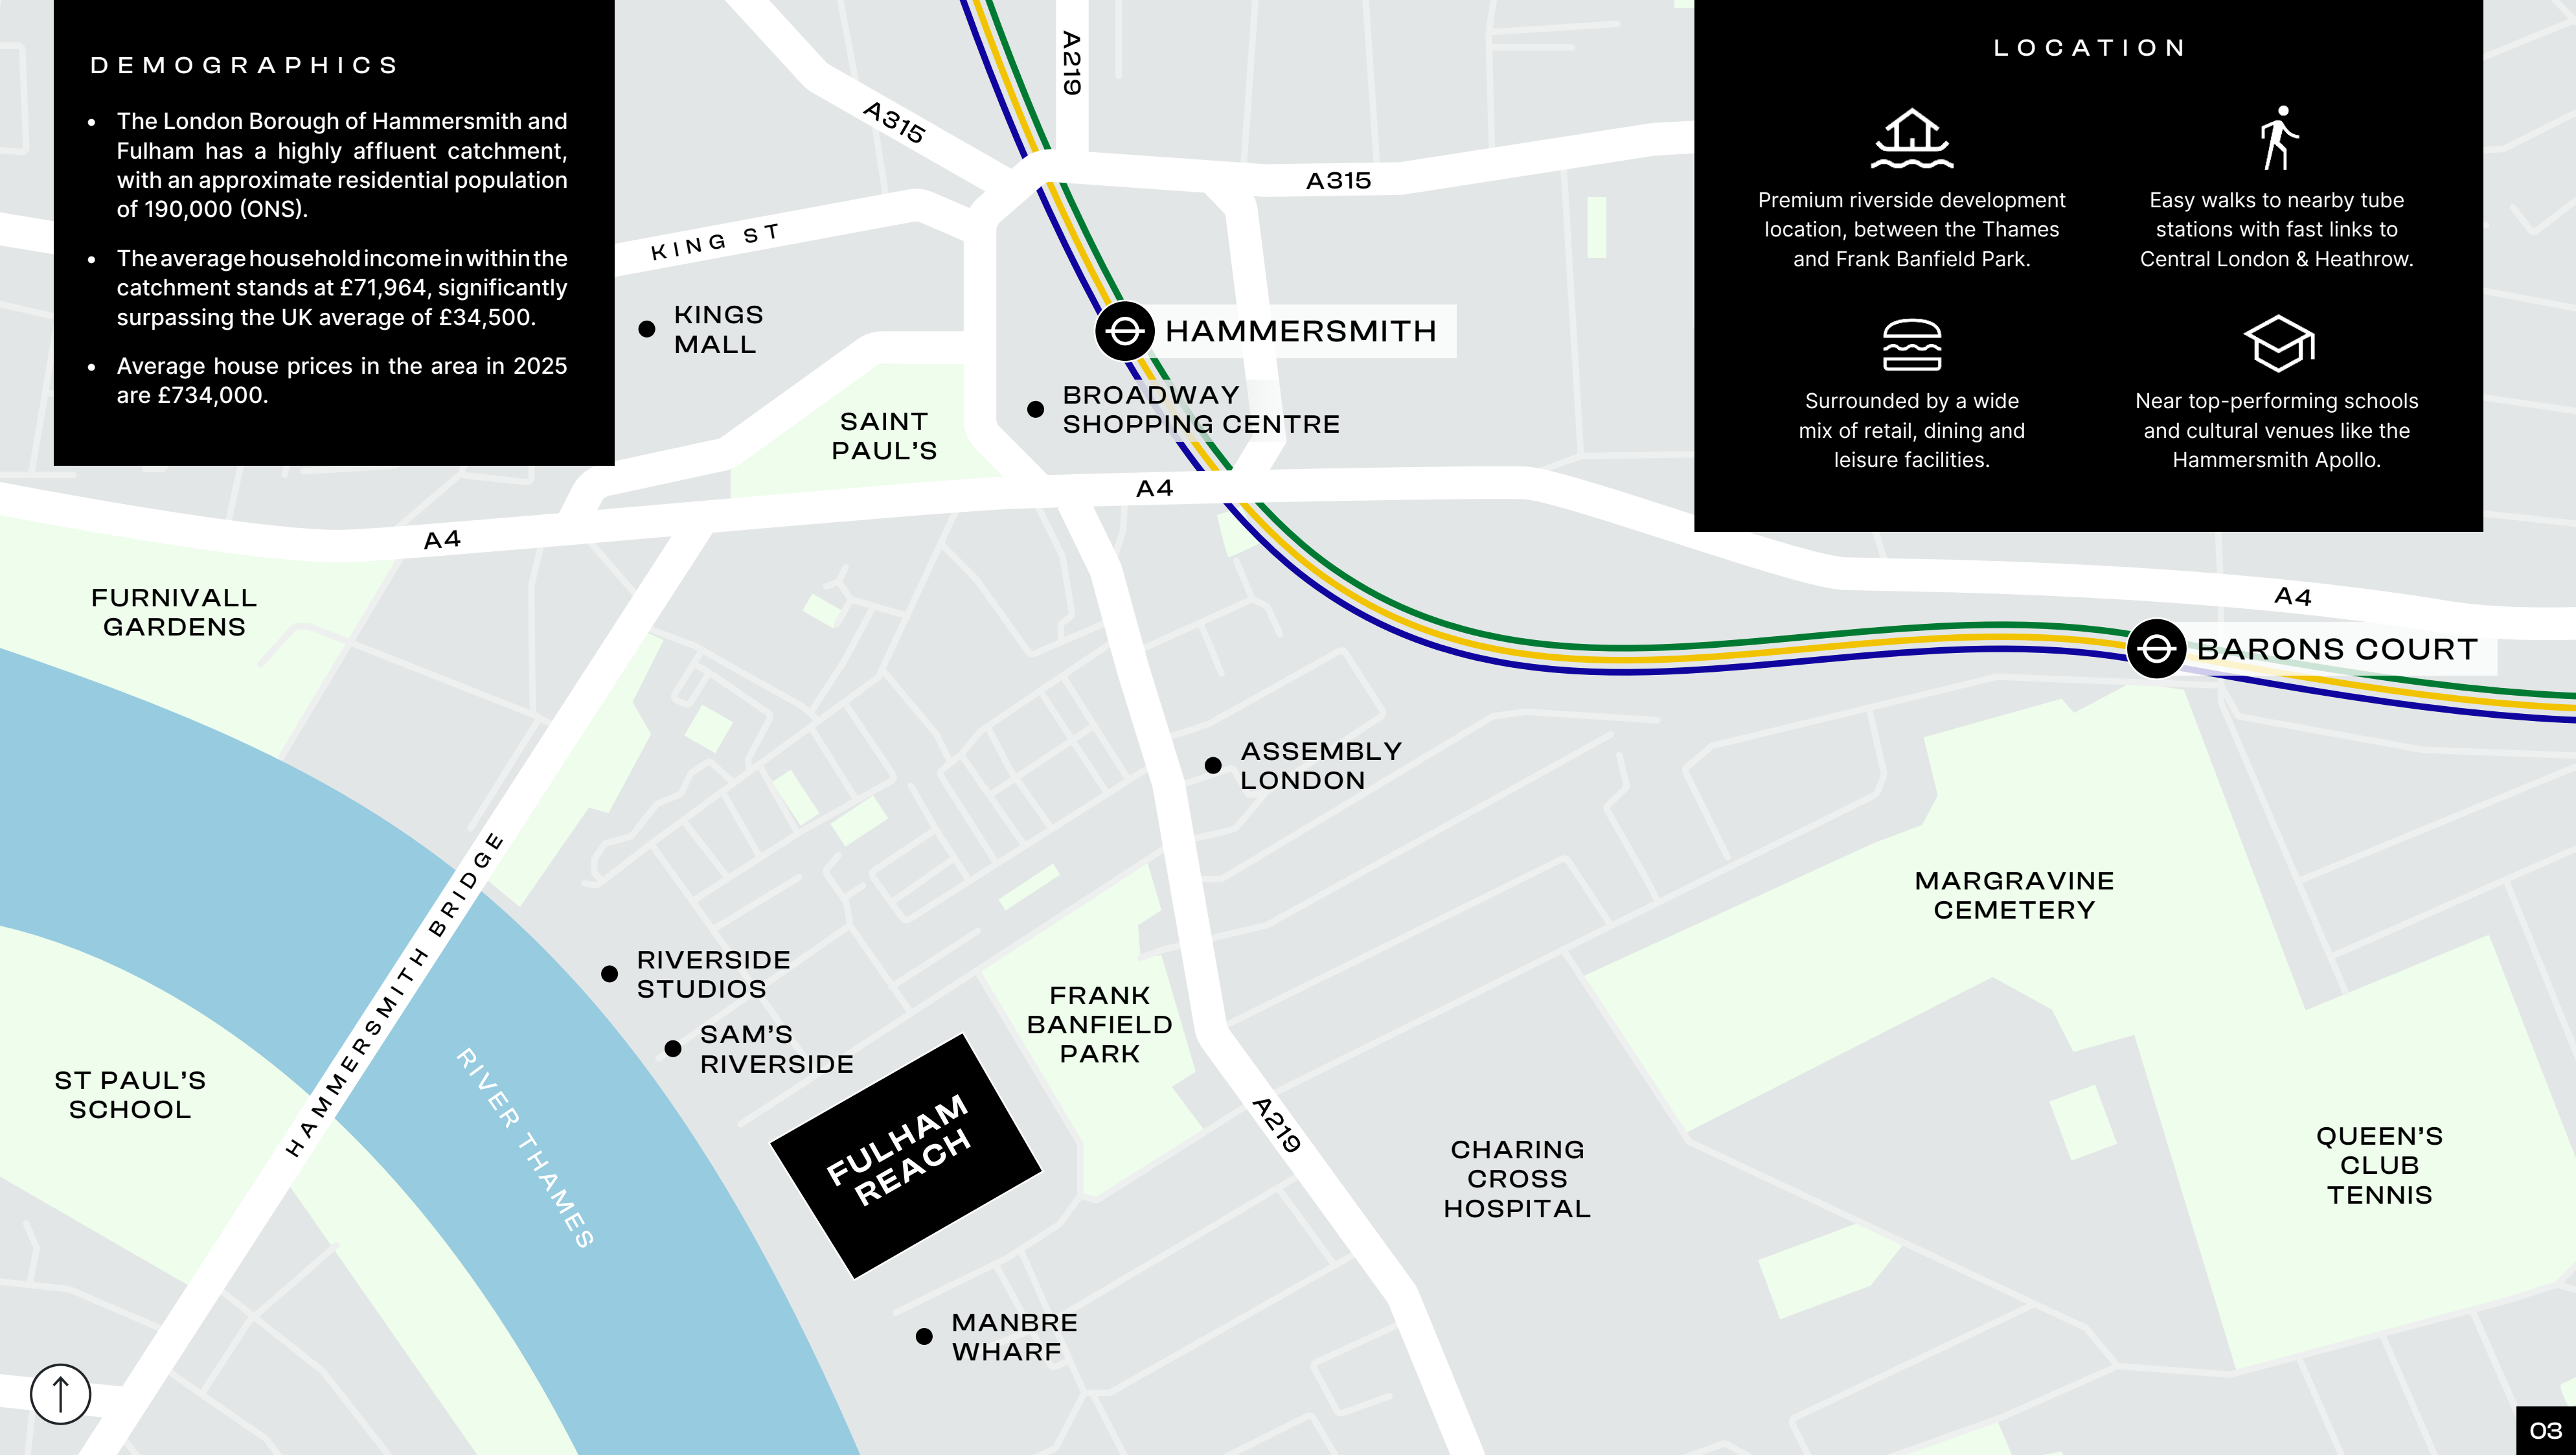 DEMOGRAPHICS
• The London Borough of Hammersmith and
Fulham has a highly affluent catchment,
with an approximate residential population
of 190,000 (ONS).
• The average household income in within the
catchment stands at £71,964, significantly
surpassing the UK average of £34,500.
• Average house prices in the area in 2025
are £734,000.
LOCATION
Premium riverside development
location, between the Thames
and Frank Banfield Park.
Easy walks to nearby tube
stations with fast links to
Central London & Heathrow.
Surrounded by a wide
mix of retail, dining and
leisure facilities.
Near top-performing schools
and cultural venues like the
Hammersmith Apollo.
A219
A315
A315
KING ST
KINGS
MALL
HAMMERSMITH
BROADWAY
SHOPPING CENTRE
SAINT
PAUL'S
A4
A4
A4
FURNIVALL
GARDENS
BARONS COURT
ASSEMBLY
LONDON
MARGRAVINE
CEMETERY
HAMMERSMITH BRIDGE
RIVERSIDE
STUDIOS
SAM'S
RIVERSIDE
FRANK
BANFIELD
PARK
ST PAUL'S
SCHOOL
RIVER THAMES
FULHAM
REACH
A219
CHARING
CROSS
HOSPITAL
QUEEN'S
CLUB
TENNIS
MANBRE
WHARF
03